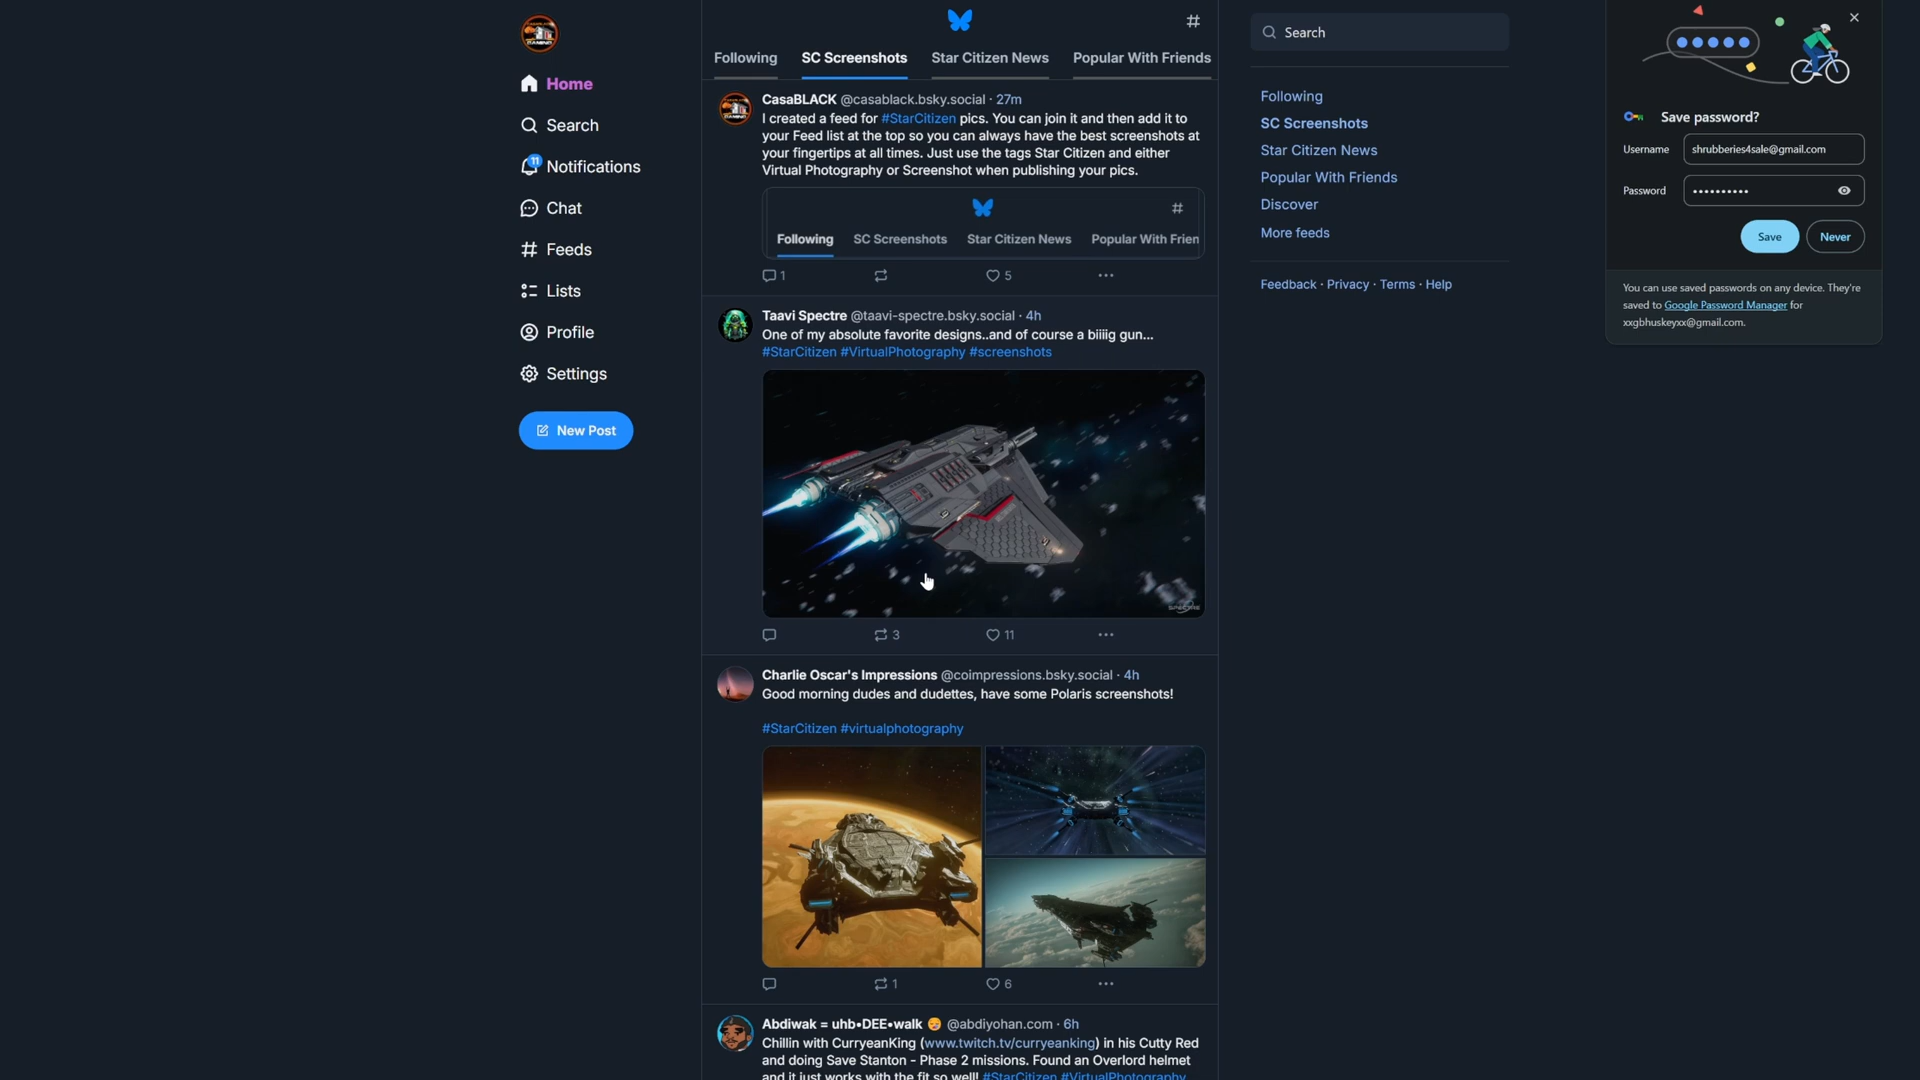 Home
Search
11
Notifications
Chat
Feeds
Lists
Profile
Settings
New Post
Following SC Screenshots Star Citizen News Popular With Friends
CasaBLACK @casablack.bsky.social · 27m
I created a feed for #StarCitizen pics. You can join it and then add it to
your Feed list at the top so you can always have the best screenshots at
your fingertips at all times. Just use the tags Star Citizen and either
Virtual Photography or Screenshot when publishing your pics.
Following SC Screenshots Star Citizen News Popular With Frien
1 5
Taavi Spectre @taavi-spectre.bsky.social · 4h
One of my absolute favorite designs..and of course a biiiig gun...
#StarCitizen #VirtualPhotography #screenshots
SPECTRE
3 11
Charlie Oscar's Impressions @coimpressions.bsky.social · 4h
Good morning dudes and dudettes, have some Polaris screenshots!
#StarCitizen #virtualphotography
1 6
Abdiwak = uhb•DEE•walk @abdiyohan.com · 6h
Chillin with CurryeanKing (www.twitch.tv/curryeanking) in his Cutty Red
and doing Save Stanton - Phase 2 missions. Found an Overlord helmet
and it just works with the fit so well! #StarCitizen #VirtualPhotography
Search
Following
SC Screenshots
Star Citizen News
Popular With Friends
Discover
More feeds
Feedback · Privacy · Terms · Help
Save password?
Username shrubberies4sale@gmail.com
Password ••••••••••
Save Never
You can use saved passwords on any device. They're
saved to Google Password Manager for
xxgbhuskeyxx@gmail.com.